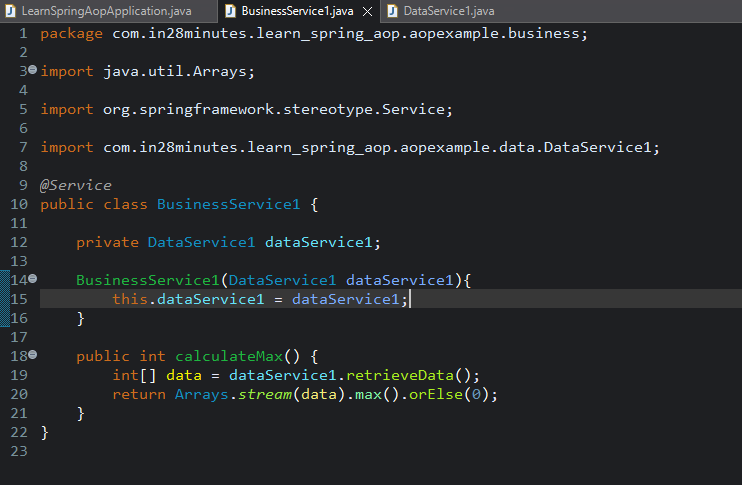 LearnSpringAopApplication.java BusinessService1.java DataService1.java
1 package com.in28minutes.learn_spring_aop.aopexample.business;
2
3 import java.util.Arrays;
4
5 import org.springframework.stereotype.Service;
6
7 import com.in28minutes.learn_spring_aop.aopexample.data.DataService1;
8
9 @Service
10 public class BusinessService1 {
11
12     private DataService1 dataService1;
13
14     BusinessService1(DataService1 dataService1){
15         this.dataService1 = dataService1;
16     }
17
18     public int calculateMax() {
19         int[] data = dataService1.retrieveData();
20         return Arrays.stream(data).max().orElse(0);
21     }
22 }
23